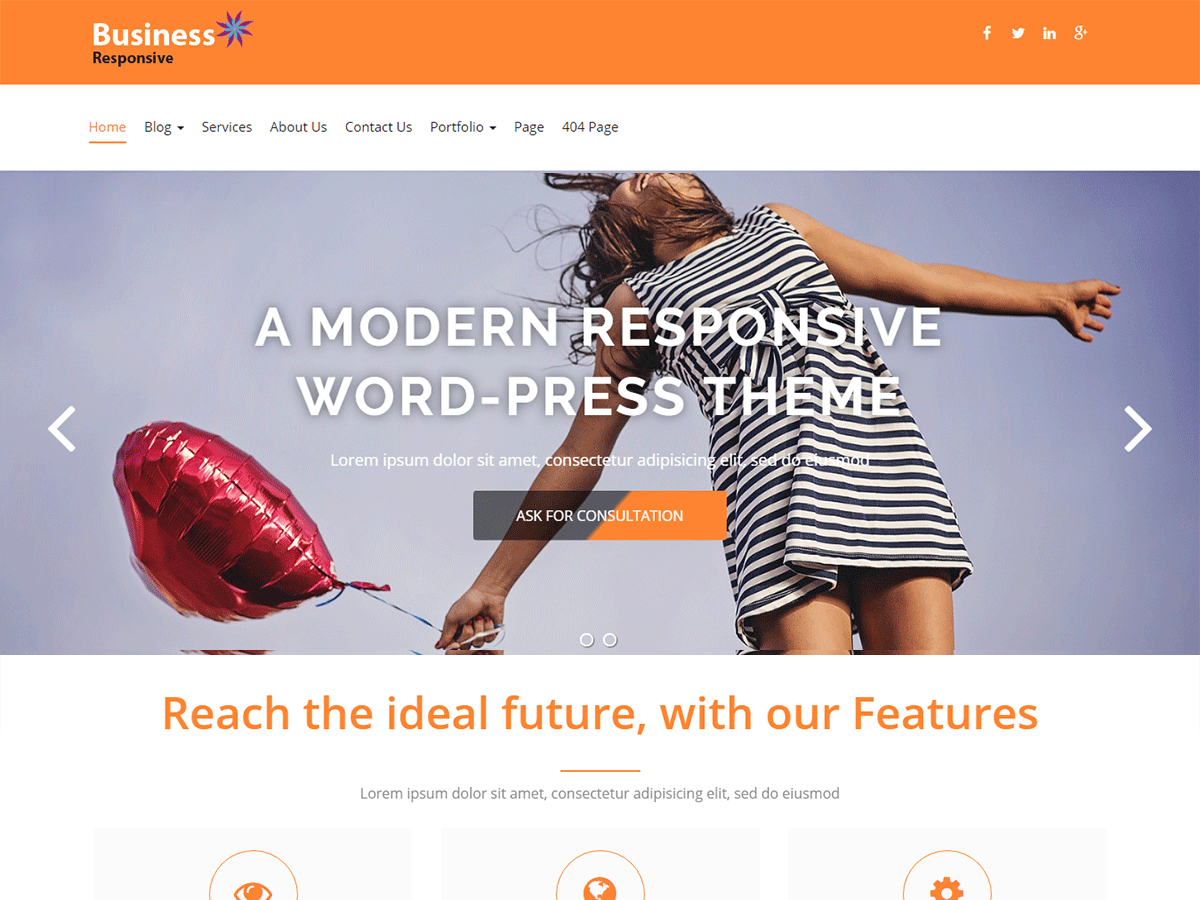 Business
Responsive
Home Blog Services About Us Contact Us Portfolio Page 404 Page
A MODERN RESPONSIVE
WORD-PRESS THEME
Lorem ipsum dolor sit amet, consectetur adipisicing elit, sed do eiusmod
ASK FOR CONSULTATION
Reach the ideal future, with our Features
Lorem ipsum dolor sit amet, consectetur adipisicing elit, sed do eiusmod